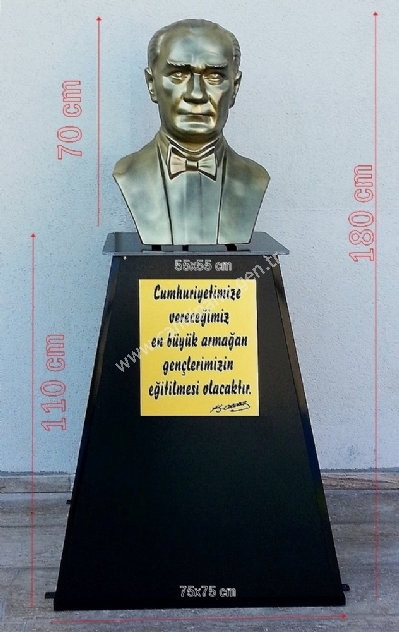 70 cm
180 cm
55x55 cm
Cumhuriyetimize
vereceğimiz
en büyük armağan
gençlerimizin
eğitilmesi olacaktır.
110 cm
75x75 cm